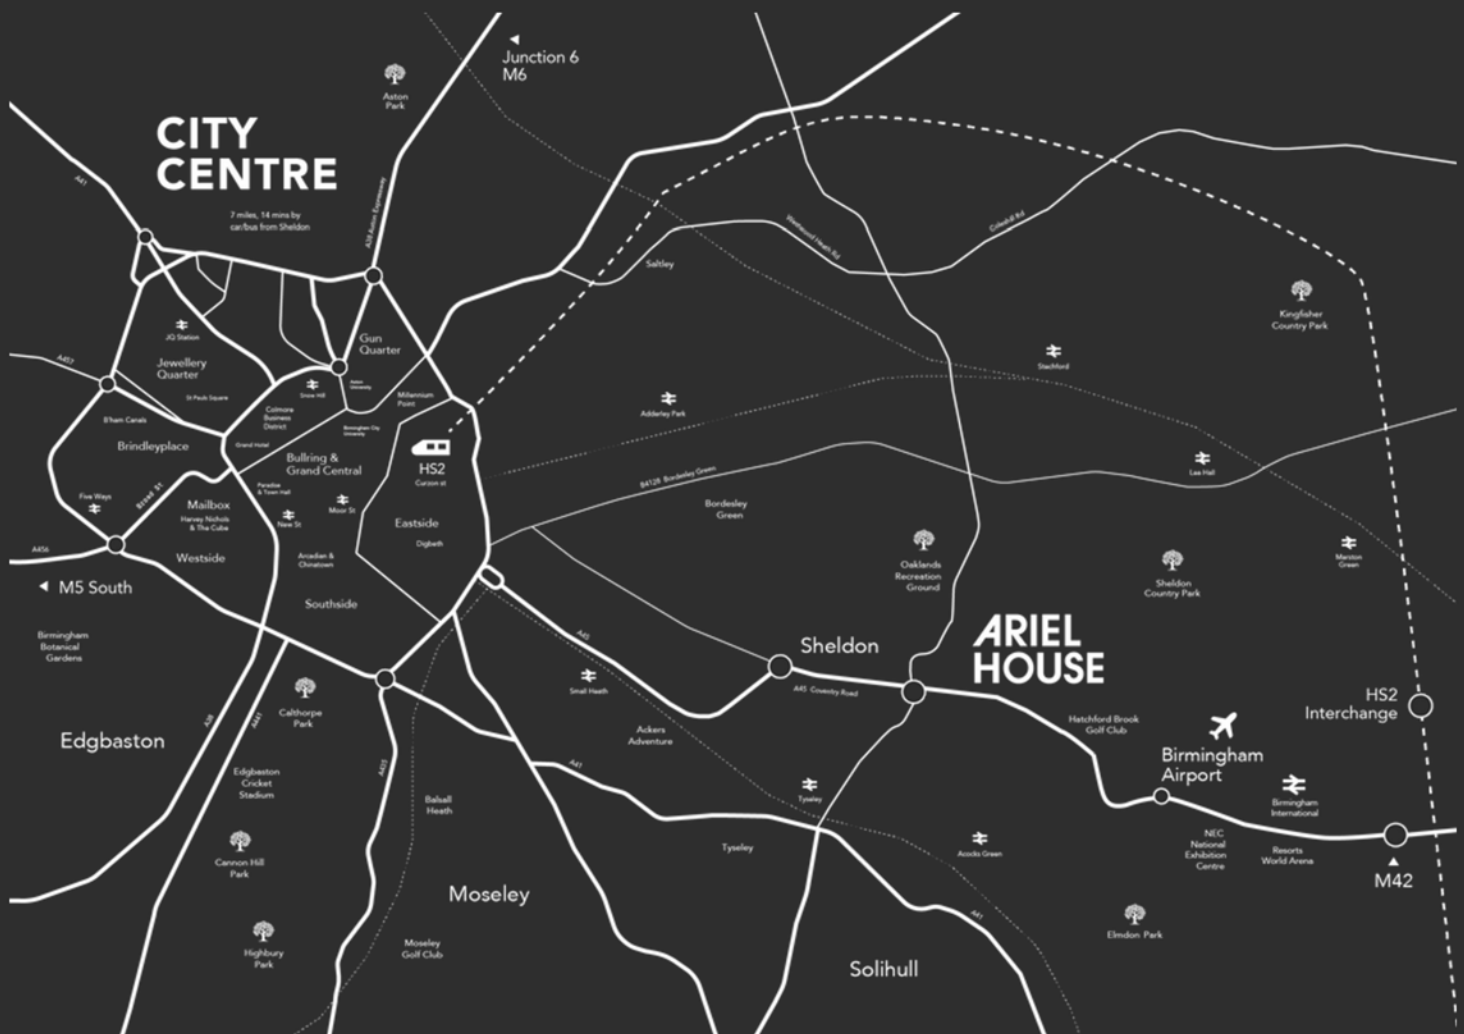 Junction 6
M6
Aston
Park
CITY
CENTRE
7 miles, 14 mins by
car/bus from Sheldon
A41
A38 Aston Expressway
Saltley
Washwood Heath Rd
Coleshill Rd
Kingfisher
Country Park
JQ Station
Jewellery
Quarter
St Pauls Square
A457
Gun
Quarter
Snow Hill
Aston
University
Millennium
Point
Colmore
Business
District
Birmingham City
University
B'ham Canals
Brindleyplace
Grand Hotel
Bullring &
Grand Central
HS2
Curzon st
Adderley Park
Stechford
Lea Hall
Five Ways
Broad St
Mailbox
Harvey Nichols
& The Cube
Paradise
& Town Hall
New St
Moor St
Eastside
Digbeth
B4128 Bordesley Green
Bordesley
Green
A456
M5 South
Westside
Arcadian &
Chinatown
Southside
Oaklands
Recreation
Ground
Sheldon
Country Park
Marston
Green
Birmingham
Botanical
Gardens
A45
Small Heath
Sheldon
A45 Coventry Road
ARIEL
HOUSE
HS2
Interchange
Edgbaston
A38
A441
Calthorpe
Park
Ackers
Adventure
Hatchford Brook
Golf Club
Birmingham
Airport
Birmingham
International
Edgbaston
Cricket
Stadium
A435
Balsall
Heath
A41
Tyseley
Tyseley
Acocks Green
NEC
National
Exhibition
Centre
Resorts
World Arena
M42
Cannon Hill
Park
Moseley
Highbury
Park
Moseley
Golf Club
Solihull
A41
Elmdon Park